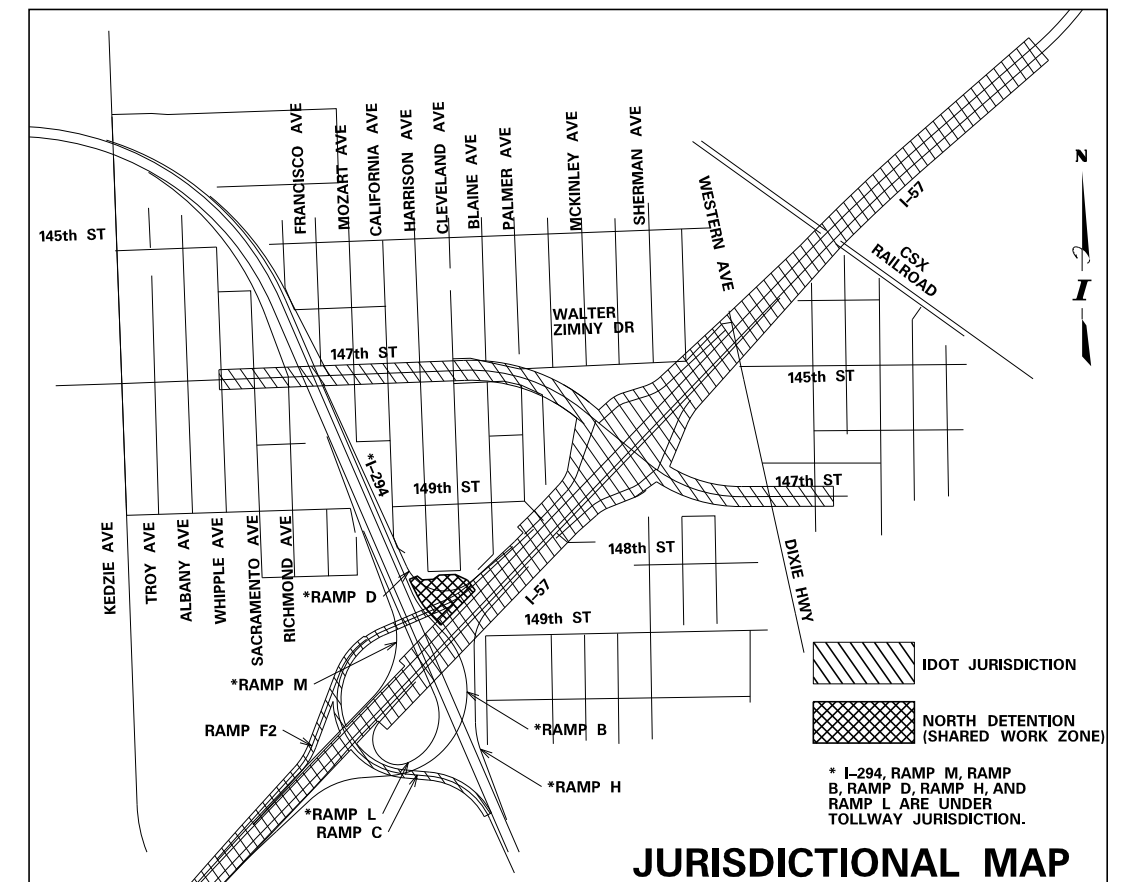 FRANCISCO AVE
MOZART AVE
CALIFORNIA AVE
HARRISON AVE
CLEVELAND AVE
BLAINE AVE
PALMER AVE
MCKINLEY AVE
SHERMAN AVE
WESTERN AVE
I-57
N
145th ST
CSX
RAILROAD
I
WALTER
ZIMNY DR
147th ST
145th ST
*I-294
149th ST
147th ST
KEDZIE AVE
TROY AVE
ALBANY AVE
WHIPPLE AVE
SACRAMENTO AVE
RICHMOND AVE
148th ST
DIXIE HWY
*RAMP D
I-57
149th ST
*RAMP M
RAMP F2
*RAMP B
*RAMP H
*RAMP L
RAMP C
IDOT JURISDICTION
NORTH DETENTION
(SHARED WORK ZONE)
* I-294, RAMP M, RAMP
B, RAMP D, RAMP H, AND
RAMP L ARE UNDER
TOLLWAY JURISDICTION.
JURISDICTIONAL MAP